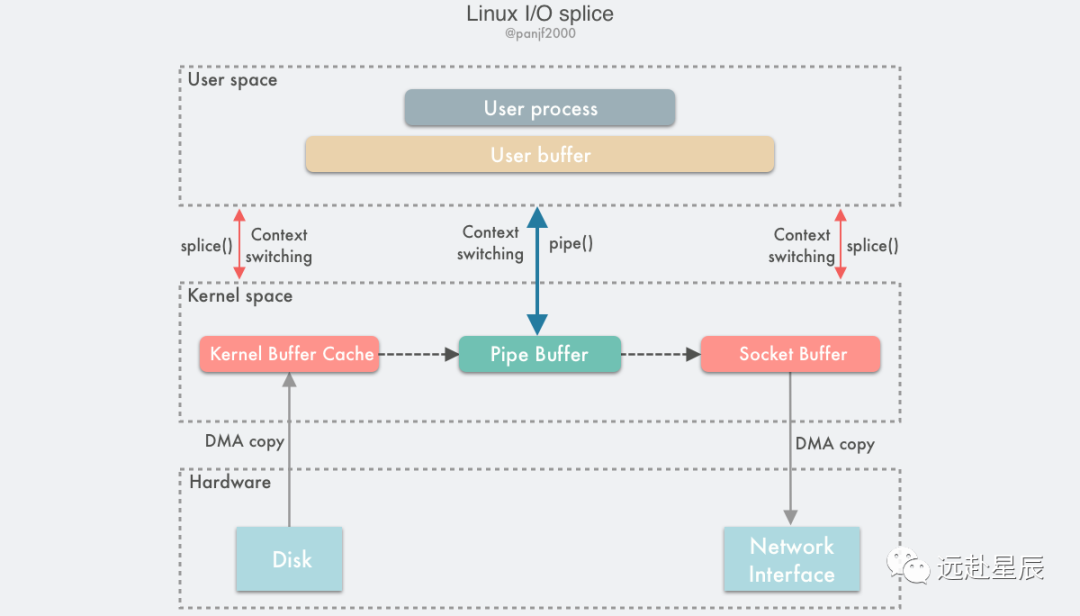 Linux I/O splice
@panjf2000
User space
User process
User buffer
splice()
Context
switching
Context
switching
pipe()
Context
switching
splice()
Kernel space
Kernel Buffer Cache
Pipe Buffer
Socket Buffer
DMA copy
DMA copy
Hardware
Disk
Network
Interface
远赴星辰